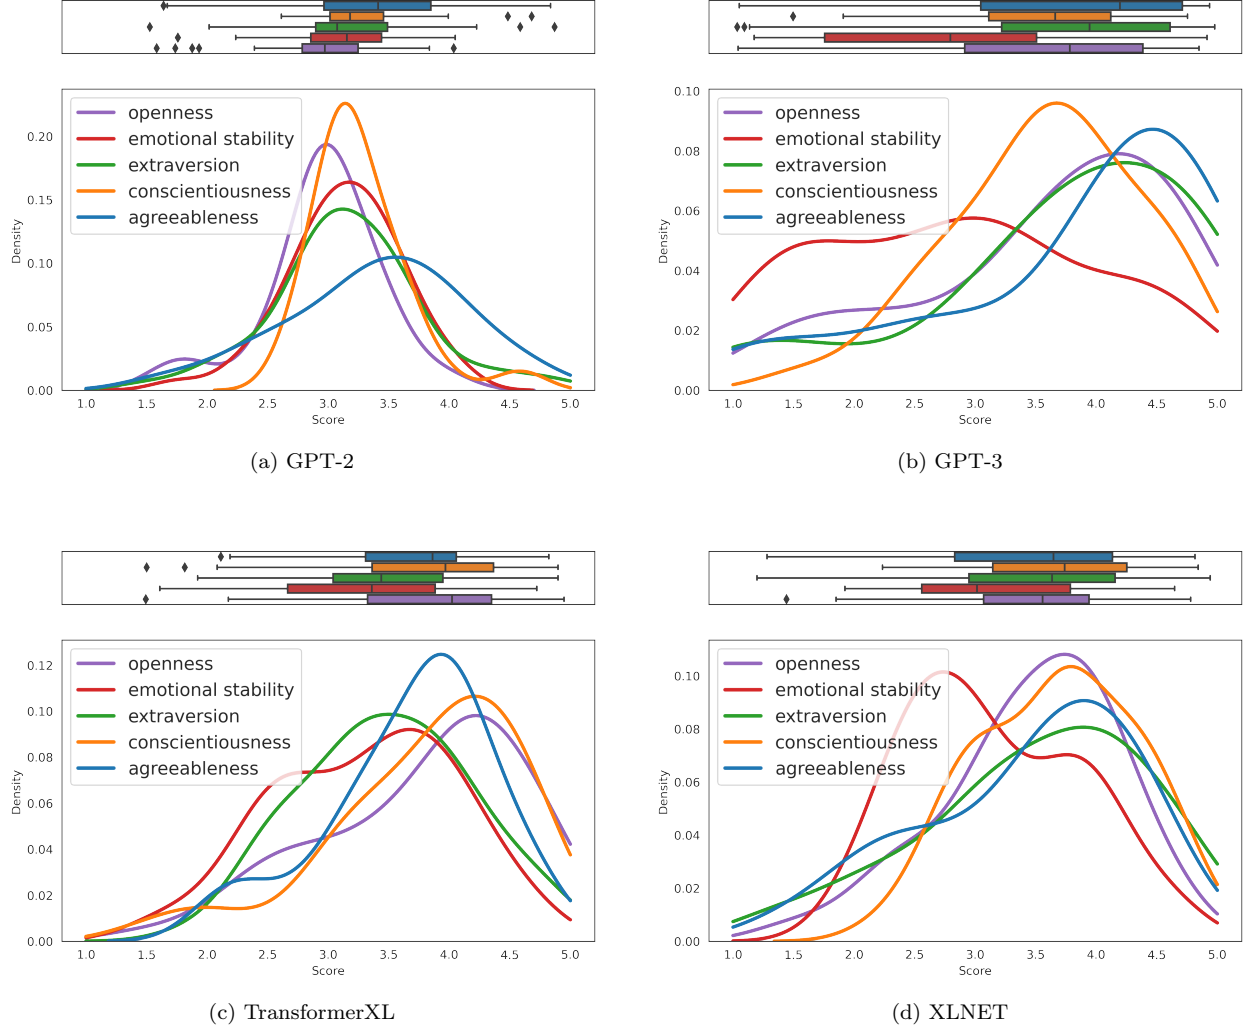 openness
emotional stability
extraversion
conscientiousness
agreeableness
Density
0.20
0.15
0.10
0.05
0.00
1.0 1.5 2.0 2.5 3.0 3.5 4.0 4.5 5.0
Score
(a) GPT-2
openness
emotional stability
extraversion
conscientiousness
agreeableness
Density
0.10
0.08
0.06
0.04
0.02
0.00
1.0 1.5 2.0 2.5 3.0 3.5 4.0 4.5 5.0
Score
(b) GPT-3
openness
emotional stability
extraversion
conscientiousness
agreeableness
Density
0.12
0.10
0.08
0.06
0.04
0.02
0.00
1.0 1.5 2.0 2.5 3.0 3.5 4.0 4.5 5.0
Score
(c) TransformerXL
openness
emotional stability
extraversion
conscientiousness
agreeableness
Density
0.10
0.08
0.06
0.04
0.02
0.00
1.0 1.5 2.0 2.5 3.0 3.5 4.0 4.5 5.0
Score
(d) XLNET